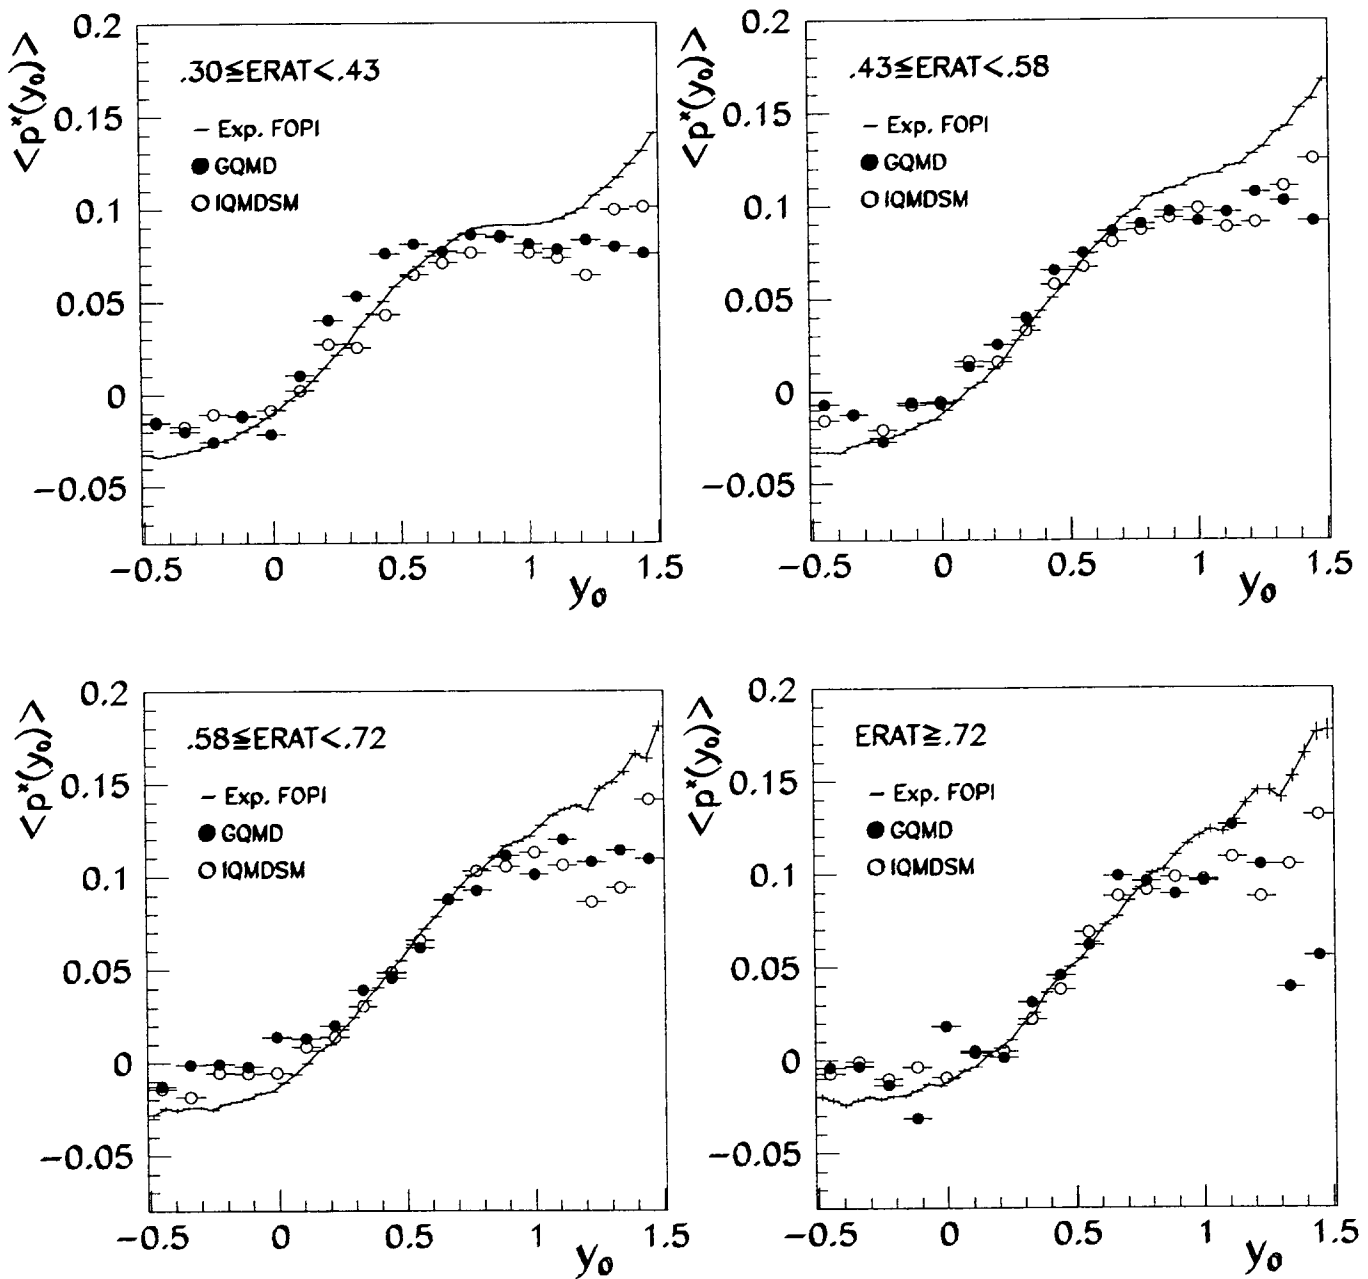 <p*(y₀)>
0.2
0.15
0.1
0.05
0
−0.05
.30≦ERAT<.43
– Exp. FOPI
● GQMD
○ IQMDSM
−0.5 0 0.5 1 1.5
y₀
<p*(y₀)>
0.2
0.15
0.1
0.05
0
−0.05
.43≦ERAT<.58
– Exp. FOPI
● GQMD
○ IQMDSM
−0.5 0 0.5 1 1.5
y₀
<p*(y₀)>
0.2
0.15
0.1
0.05
0
−0.05
.58≦ERAT<.72
– Exp. FOPI
● GQMD
○ IQMDSM
−0.5 0 0.5 1 1.5
y₀
<p*(y₀)>
0.2
0.15
0.1
0.05
0
−0.05
ERAT≧.72
– Exp. FOPI
● GQMD
○ IQMDSM
−0.5 0 0.5 1 1.5
y₀